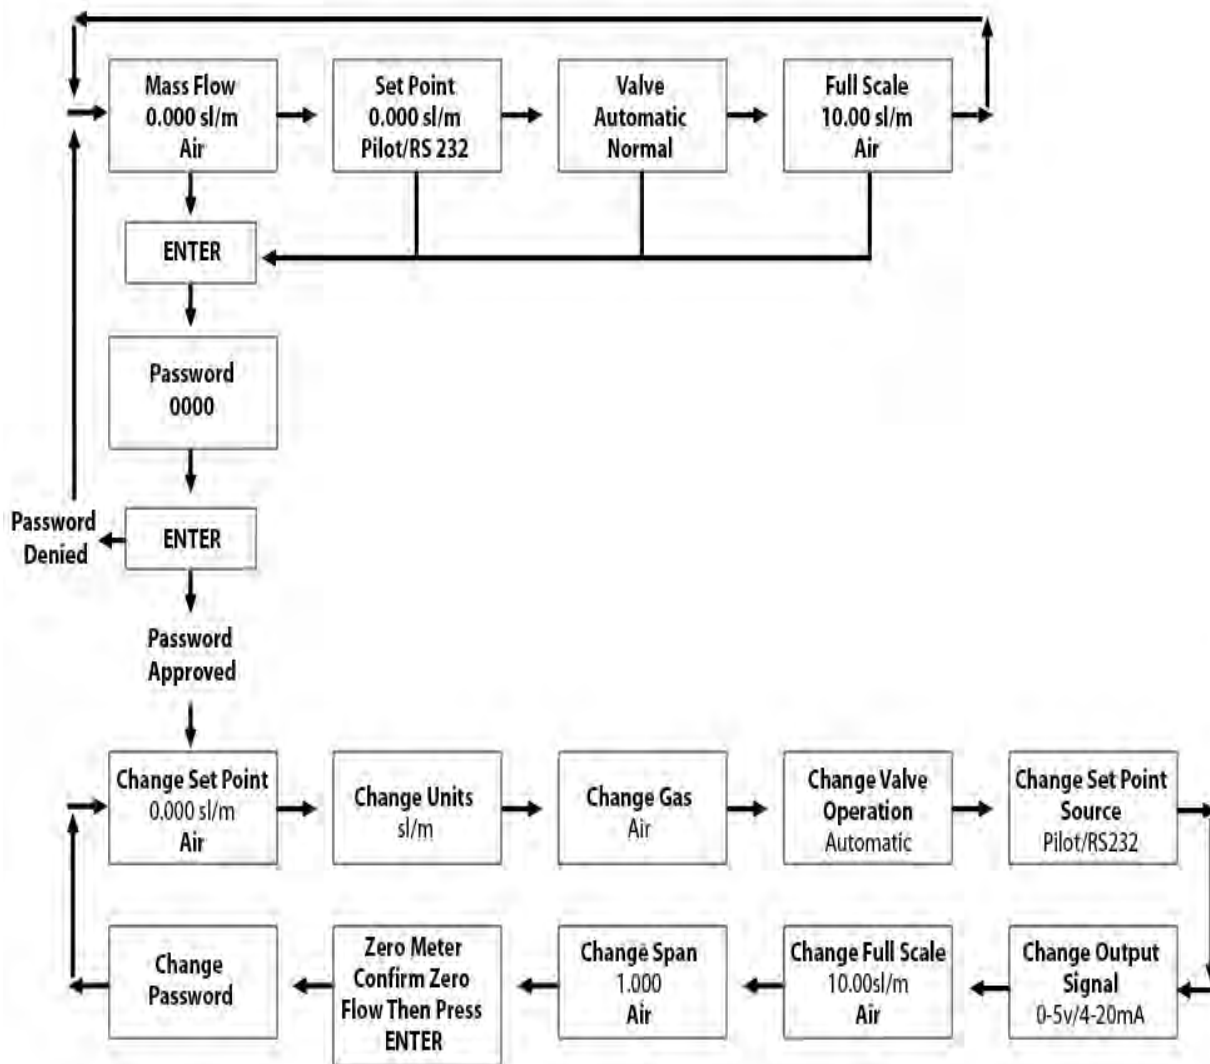 Mass Flow
0.000 sl/m
Air
Set Point
0.000 sl/m
Pilot/RS 232
Valve
Automatic
Normal
Full Scale
10.00 sl/m
Air
ENTER
Password
0000
Password
Denied
ENTER
Password
Approved
Change Set Point
0.000 sl/m
Air
Change Units
sl/m
Change Gas
Air
Change Valve
Operation
Automatic
Change Set Point
Source
Pilot/RS232
Change
Password
Zero Meter
Confirm Zero
Flow Then Press
ENTER
Change Span
1.000
Air
Change Full Scale
10.00sl/m
Air
Change Output
Signal
0-5v/4-20mA